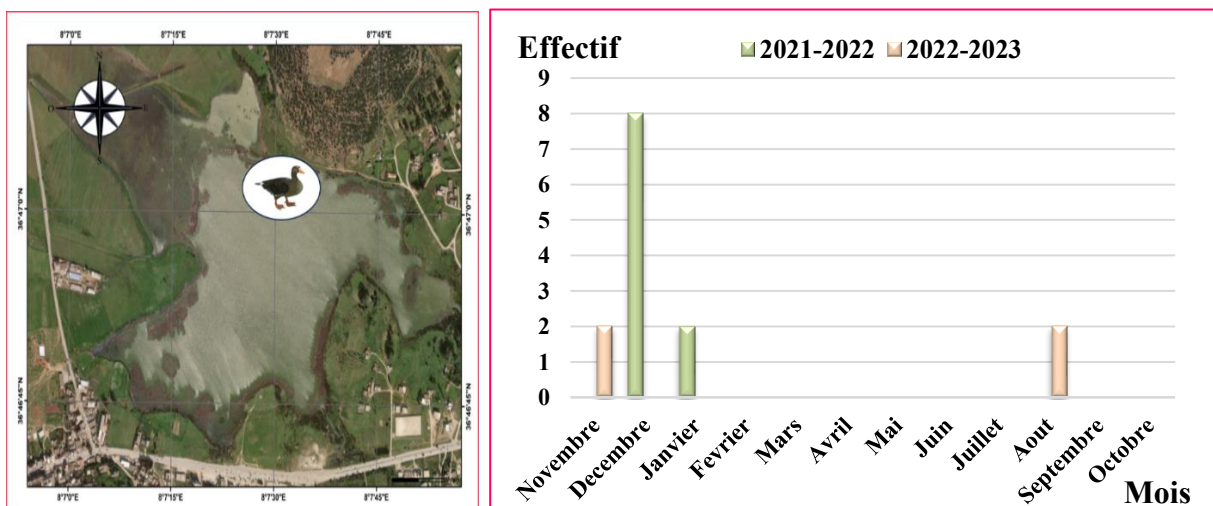 8°7'0"E 8°7'15"E 8°7'30"E 8°7'45"E
N
O E
S
36°47'0"N 36°47'0"N
36°46'45"N 36°46'45"N
8°7'0"E 8°7'15"E 8°7'30"E 8°7'45"E
Effectif
2021-2022 2022-2023
9
8
7
6
5
4
3
2
1
0
Novembre
Decembre
Janvier
Fevrier
Mars
Avril
Mai
Juin
Juillet
Aout
Septembre
Octobre
Mois